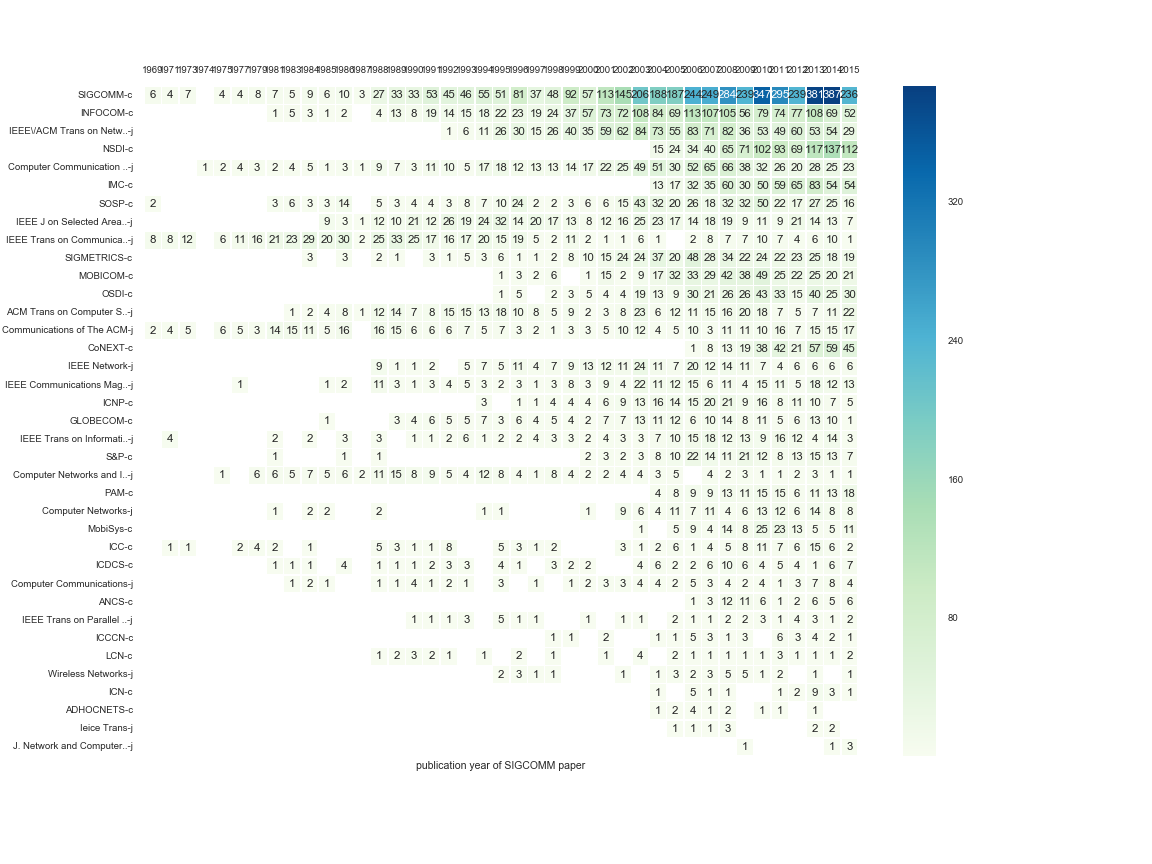 1969 1971 1973 1974 1975 1977 1979 1981 1983 1984 1985 1986 1987 1988 1989 1990 1991 1992 1993 1994 1995 1996 1997 1998 1999 2000 2001 2002 2003 2004 2005 2006 2007 2008 2009 2010 2011 2012 2013 2014 2015
SIGCOMM-c 6 4 7 4 4 8 7 5 9 6 10 3 27 33 33 53 45 46 55 51 81 37 48 92 57 113 145 206 188 187 244 249 284 239 347 295 239 381 387 236
INFOCOM-c 1 5 3 1 2 4 13 8 19 14 15 18 22 23 19 24 37 57 73 72 108 84 69 113 107 105 56 79 74 77 108 69 52
IEEE\/ACM Trans on Netw..-j 1 6 11 26 30 15 26 40 35 59 62 84 73 55 83 71 82 36 53 49 60 53 54 29
NSDI-c 15 24 34 40 65 71 102 93 69 117 137 112
Computer Communication ..-j 1 2 4 3 2 4 5 1 3 1 9 7 3 11 10 5 17 18 12 13 13 14 17 22 25 49 51 30 52 65 66 38 32 26 20 28 25 23
IMC-c 13 17 32 35 60 30 50 59 65 83 54 54
SOSP-c 2 3 6 3 3 14 5 3 4 4 3 8 7 10 24 2 2 3 6 6 15 43 32 20 26 18 32 32 50 22 17 27 25 16
IEEE J on Selected Area..-j 9 3 1 12 10 21 12 26 19 24 32 14 20 17 13 8 12 16 25 23 17 14 18 19 9 11 9 21 14 13 7
IEEE Trans on Communica..-j 8 8 12 6 11 16 21 23 29 20 30 2 25 33 25 17 16 17 20 15 19 5 2 11 2 1 1 6 1 2 8 7 7 10 7 4 6 10 1
SIGMETRICS-c 3 3 2 1 3 1 5 3 6 1 1 2 8 10 15 24 24 37 20 48 28 34 22 24 22 23 25 18 19
MOBICOM-c 1 3 2 6 1 15 2 9 17 32 33 29 42 38 49 25 22 25 20 21
OSDI-c 1 5 2 3 5 4 4 19 13 9 30 21 26 26 43 33 15 40 25 30
ACM Trans on Computer S..-j 1 2 4 8 1 12 14 7 8 15 15 13 18 10 8 5 9 2 3 8 23 6 12 11 15 16 20 18 7 5 7 11 22
Communications of The ACM-j 2 4 5 6 5 3 14 15 11 5 16 16 15 6 6 6 7 5 7 3 2 1 3 3 5 10 12 4 5 10 3 11 11 10 16 7 15 15 17
CoNEXT-c 1 8 13 19 38 42 21 57 59 45
IEEE Network-j 9 1 1 2 5 7 5 11 4 7 9 13 12 11 24 11 7 20 12 14 11 7 4 6 6 6 6
IEEE Communications Mag..-j 1 1 2 11 3 1 3 4 5 3 2 3 1 3 8 3 9 4 22 11 12 15 6 11 4 15 11 5 18 12 13
ICNP-c 3 1 1 4 4 4 6 9 13 16 14 15 20 21 9 16 8 11 10 7 5
GLOBECOM-c 1 3 4 6 5 5 7 3 6 4 5 4 2 7 7 13 11 12 6 10 14 8 11 5 6 13 10 1
IEEE Trans on Informati..-j 4 2 2 3 3 1 1 2 6 1 2 2 4 3 3 2 4 3 3 7 10 15 18 12 13 9 16 12 4 14 3
S&P-c 1 1 1 2 3 2 3 8 10 22 14 11 21 12 8 13 15 13 7
Computer Networks and I..-j 1 6 6 5 7 5 6 2 11 15 8 9 5 4 12 8 4 1 8 4 2 2 4 4 3 5 4 2 3 1 1 2 3 1 1
PAM-c 4 8 9 9 13 11 15 15 6 11 13 18
Computer Networks-j 1 2 2 2 1 1 1 9 6 4 11 7 11 4 6 13 12 6 14 8 8
MobiSys-c 1 5 9 4 14 8 25 23 13 5 5 11
ICC-c 1 1 2 4 2 1 5 3 1 1 8 5 3 1 2 3 1 2 6 1 4 5 8 11 7 6 15 6 2
ICDCS-c 1 1 1 4 1 1 1 2 3 3 4 1 3 2 2 4 6 2 2 6 10 6 4 5 4 1 6 7
Computer Communications-j 1 2 1 1 1 4 1 2 1 3 1 1 2 3 3 4 4 2 5 3 4 2 4 1 3 7 8 4
ANCS-c 1 3 12 11 6 1 2 6 5 6
IEEE Trans on Parallel ..-j 1 1 1 3 5 1 1 1 1 1 2 1 1 2 2 3 1 4 3 1 2
ICCCN-c 1 1 2 1 1 5 3 1 3 6 3 4 2 1
LCN-c 1 2 3 2 1 1 2 1 1 4 2 1 1 1 1 1 3 1 1 1 2
Wireless Networks-j 2 3 1 1 1 1 3 2 3 5 5 1 2 1 1
ICN-c 1 5 1 1 1 2 9 3 1
ADHOCNETS-c 1 2 4 1 2 1 1 1
Ieice Trans-j 1 1 1 3 2 2
J. Network and Computer..-j 1 1 3
publication year of SIGCOMM paper
320
240
160
80